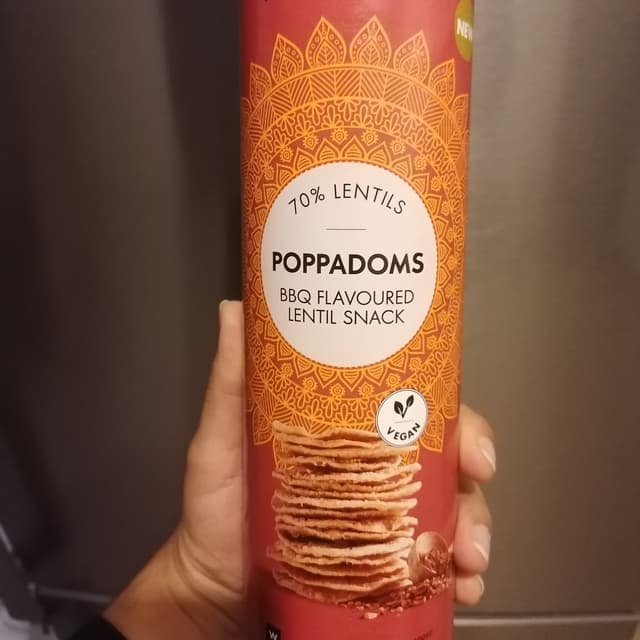 NEW
70% LENTILS
POPPADOMS
BBQ FLAVOURED
LENTIL SNACK
VEGAN
W